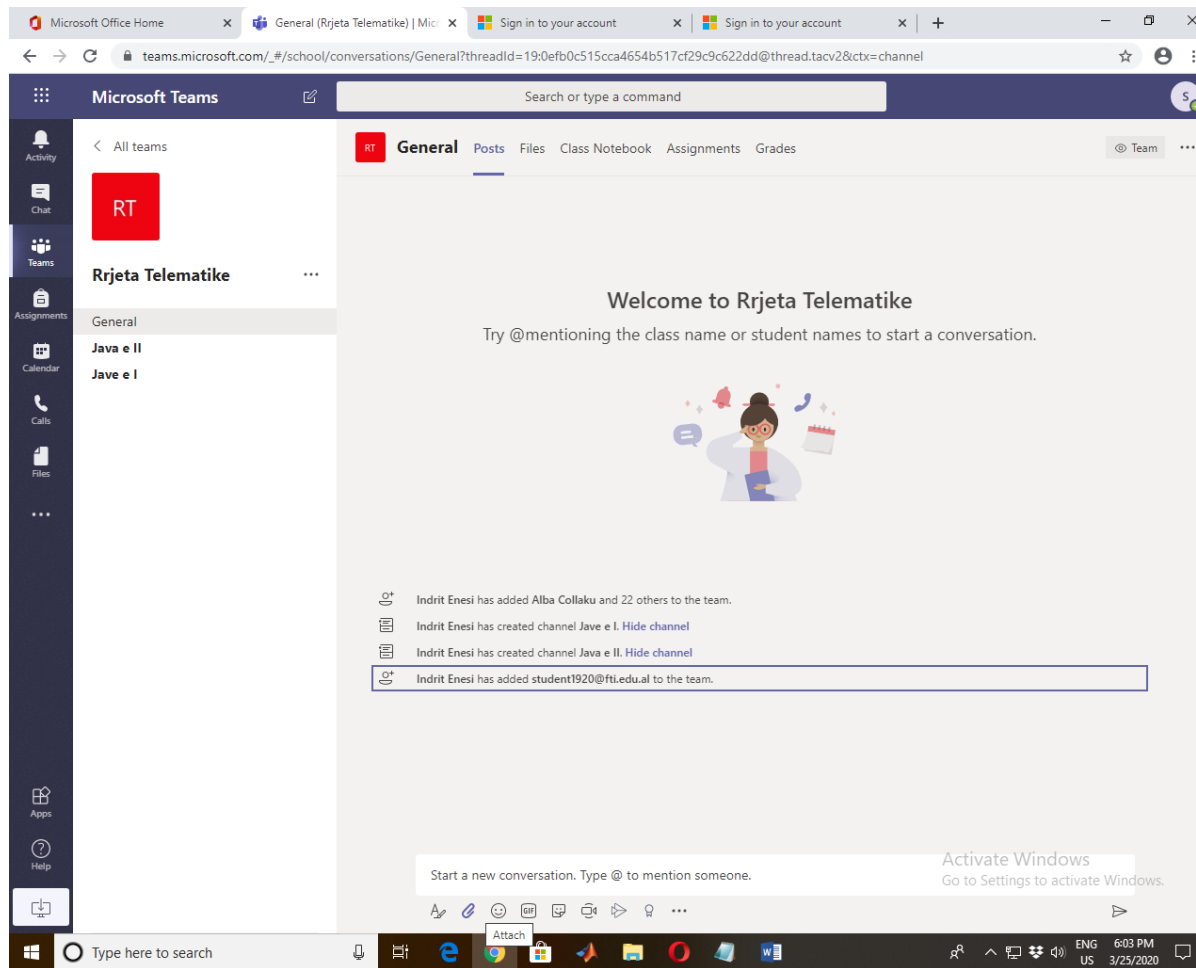 Microsoft Office Home
General (Rrjeta Telematike) | Mic
Sign in to your account
Sign in to your account
teams.microsoft.com/_#/school/conversations/General?threadId=19:0efb0c515cca4654b517cf29c9c622dd@thread.tacv2&ctx=channel
Microsoft Teams
Search or type a command
S
Activity
Chat
Teams
Assignments
Calendar
Calls
Files
Apps
Help
All teams
RT
Rrjeta Telematike
General
Java e II
Jave e I
RT General Posts Files Class Notebook Assignments Grades
Team
Welcome to Rrjeta Telematike
Try @mentioning the class name or student names to start a conversation.
Indrit Enesi has added Alba Collaku and 22 others to the team.
Indrit Enesi has created channel Jave e I. Hide channel
Indrit Enesi has created channel Java e II. Hide channel
Indrit Enesi has added student1920@fti.edu.al to the team.
Start a new conversation. Type @ to mention someone.
GIF
Attach
Activate Windows
Go to Settings to activate Windows.
Type here to search
ENG
US
6:03 PM
3/25/2020